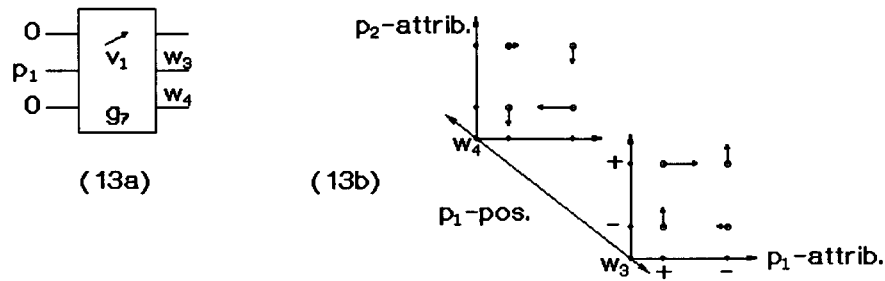 0
p₁
0
v₁
g₇
w₃
w₄
(13a)
(13b)
p₂-attrib.
w₄
p₁-pos.
+
-
w₃
+ -
p₁-attrib.